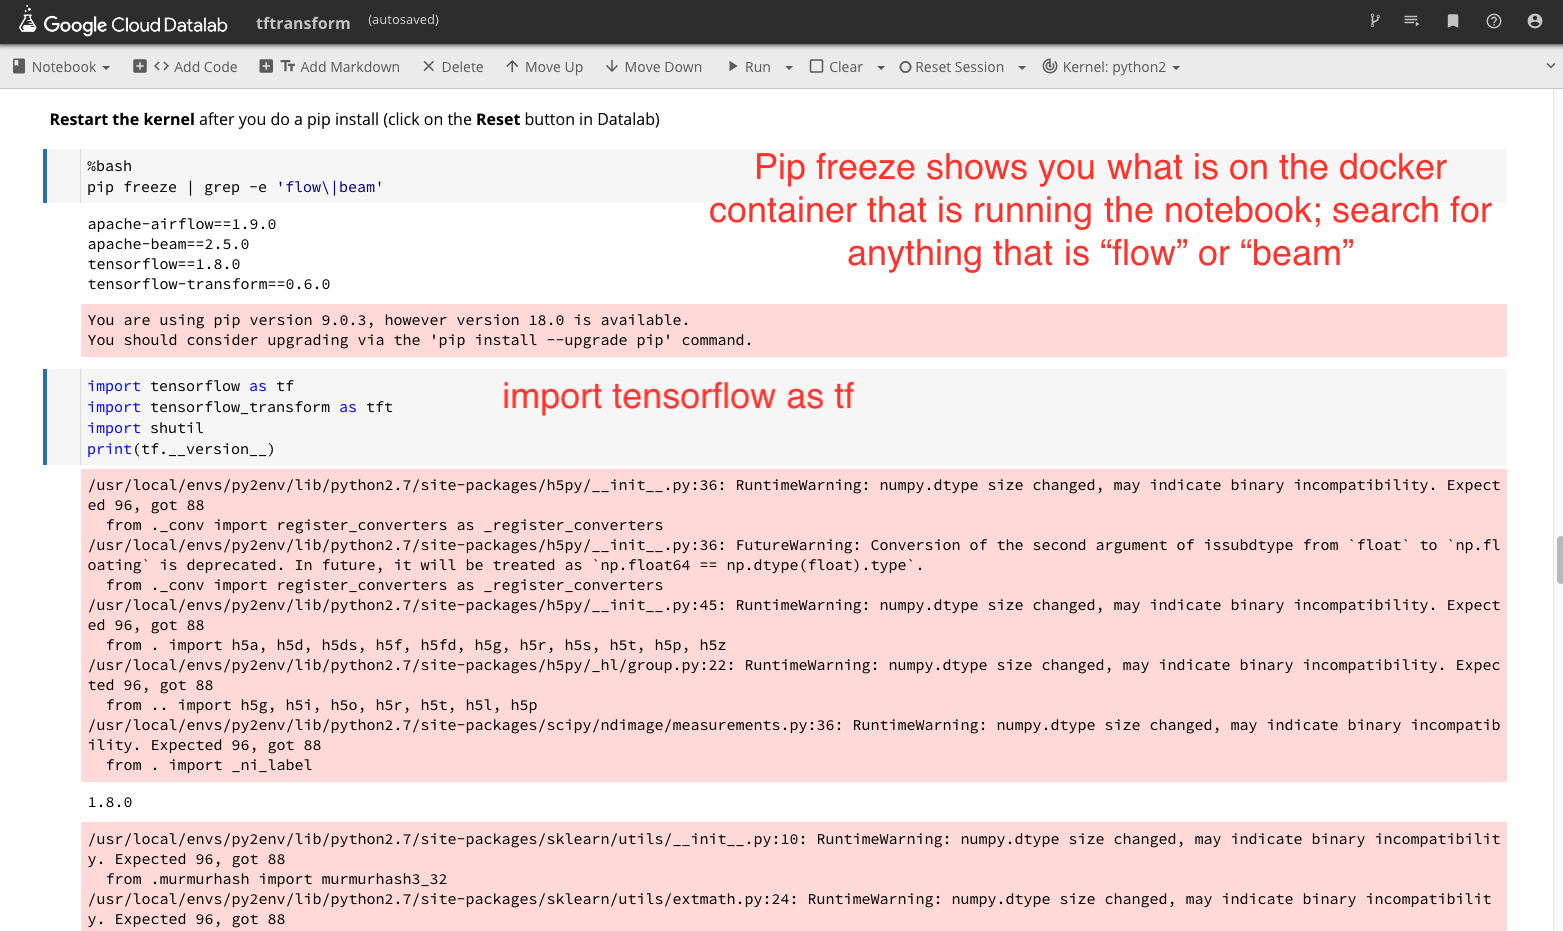 Google Cloud Datalab tftransform (autosaved)
Notebook Add Code Add Markdown Delete Move Up Move Down Run Clear Reset Session Kernel: python2
Restart the kernel after you do a pip install (click on the Reset button in Datalab)
%bash
pip freeze | grep -e 'flow\|beam'
Pip freeze shows you what is on the docker
container that is running the notebook; search for
anything that is “flow” or “beam”
apache-airflow==1.9.0
apache-beam==2.5.0
tensorflow==1.8.0
tensorflow-transform==0.6.0
You are using pip version 9.0.3, however version 18.0 is available.
You should consider upgrading via the 'pip install --upgrade pip' command.
import tensorflow as tf
import tensorflow_transform as tft
import shutil
print(tf.__version__)
import tensorflow as tf
/usr/local/envs/py2env/lib/python2.7/site-packages/h5py/__init__.py:36: RuntimeWarning: numpy.dtype size changed, may indicate binary incompatibility. Expect
ed 96, got 88
  from ._conv import register_converters as _register_converters
/usr/local/envs/py2env/lib/python2.7/site-packages/h5py/__init__.py:36: FutureWarning: Conversion of the second argument of issubdtype from `float` to `np.fl
oating` is deprecated. In future, it will be treated as `np.float64 == np.dtype(float).type`.
  from ._conv import register_converters as _register_converters
/usr/local/envs/py2env/lib/python2.7/site-packages/h5py/__init__.py:45: RuntimeWarning: numpy.dtype size changed, may indicate binary incompatibility. Expect
ed 96, got 88
  from . import h5a, h5d, h5ds, h5f, h5fd, h5g, h5r, h5s, h5t, h5p, h5z
/usr/local/envs/py2env/lib/python2.7/site-packages/h5py/_hl/group.py:22: RuntimeWarning: numpy.dtype size changed, may indicate binary incompatibility. Expec
ted 96, got 88
  from .. import h5g, h5i, h5o, h5r, h5t, h5l, h5p
/usr/local/envs/py2env/lib/python2.7/site-packages/scipy/ndimage/measurements.py:36: RuntimeWarning: numpy.dtype size changed, may indicate binary incompatib
ility. Expected 96, got 88
  from . import _ni_label
1.8.0
/usr/local/envs/py2env/lib/python2.7/site-packages/sklearn/utils/__init__.py:10: RuntimeWarning: numpy.dtype size changed, may indicate binary incompatibilit
y. Expected 96, got 88
  from .murmurhash import murmurhash3_32
/usr/local/envs/py2env/lib/python2.7/site-packages/sklearn/utils/extmath.py:24: RuntimeWarning: numpy.dtype size changed, may indicate binary incompatibilit
y. Expected 96, got 88